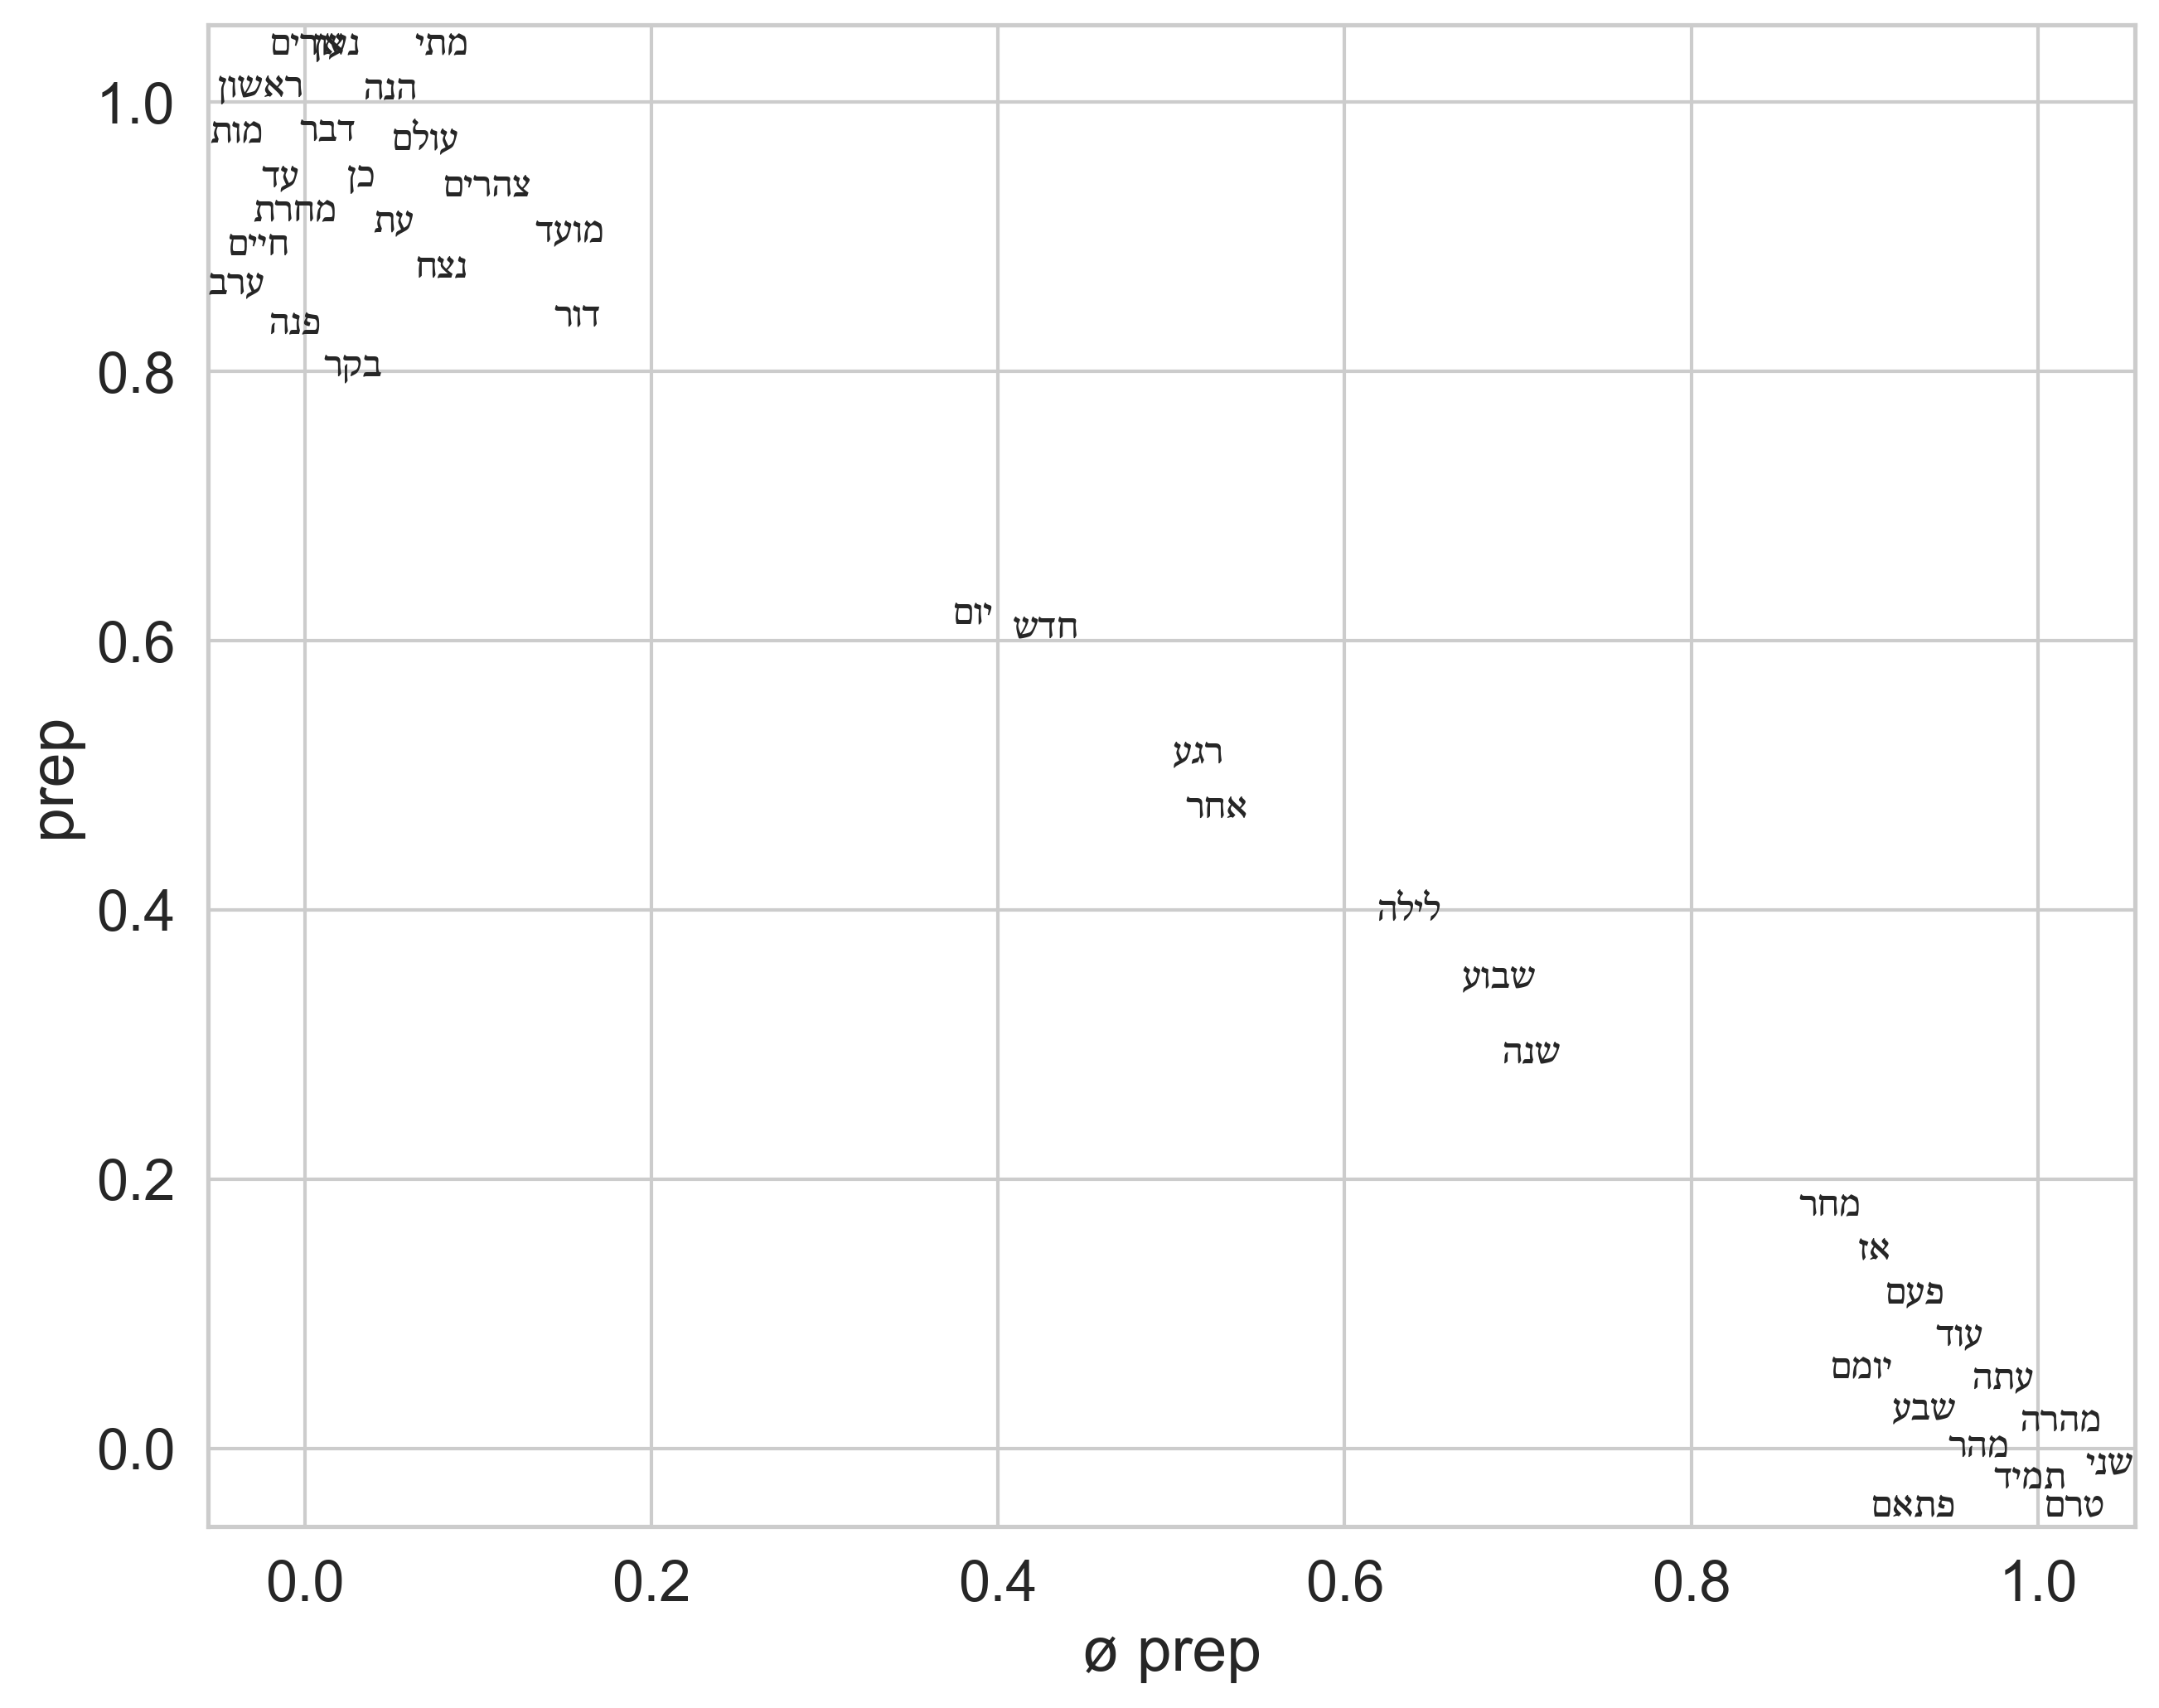 מתי
ראשון
הנה
מות
דבר
עולם
עד
כן
צהרים
מחרת
עת
מועד
חיים
נצח
ערב
דור
פנה
בקר
יום
חדש
רגע
אחר
לילה
שבוע
שנה
מחר
אז
פעם
עוד
יומם
עתה
שבע
מהרה
מהר
שני
תמיד
פתאם
טרם
1.0
0.8
0.6
0.4
0.2
0.0
prep
0.0 0.2 0.4 0.6 0.8 1.0
ø prep